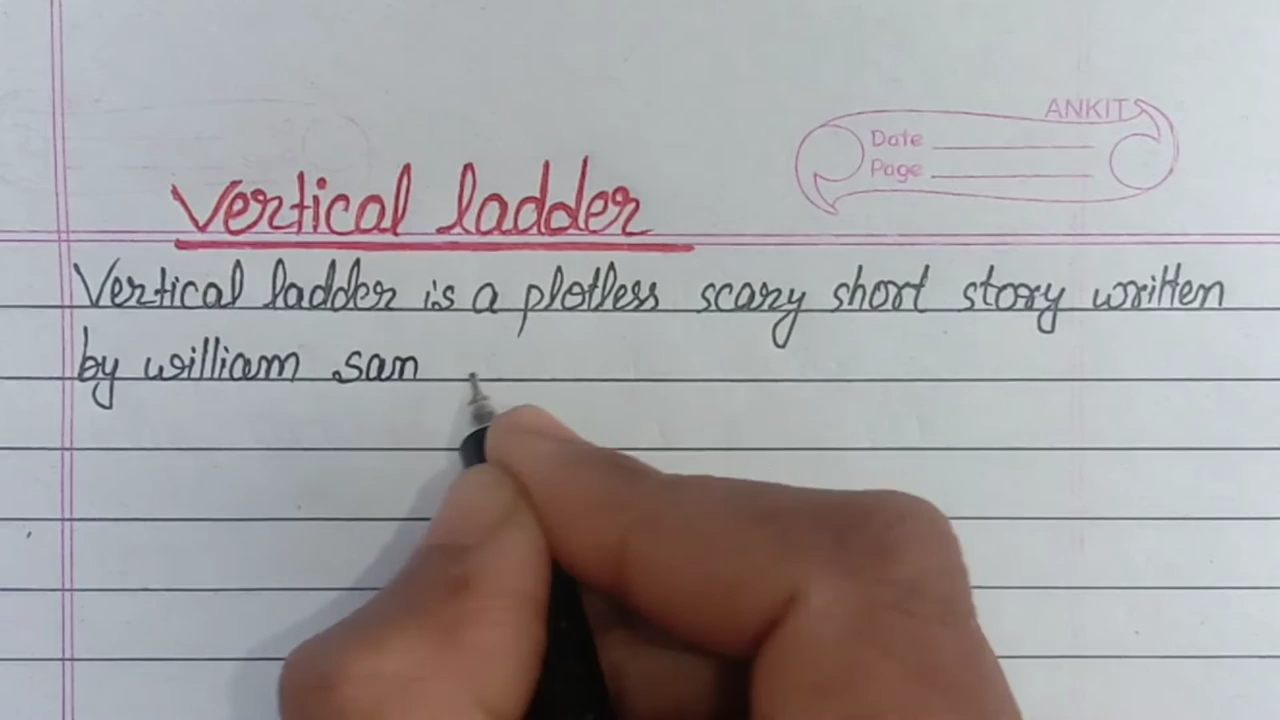 ANKIT
Date
Page
Vertical ladder
Vertical ladder is a plotless scary short story written
by william san